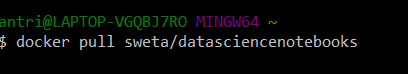 antri@LAPTOP-VGQBJ7RO MINGW64 ~
$ docker pull sweta/datasciencenotebooks